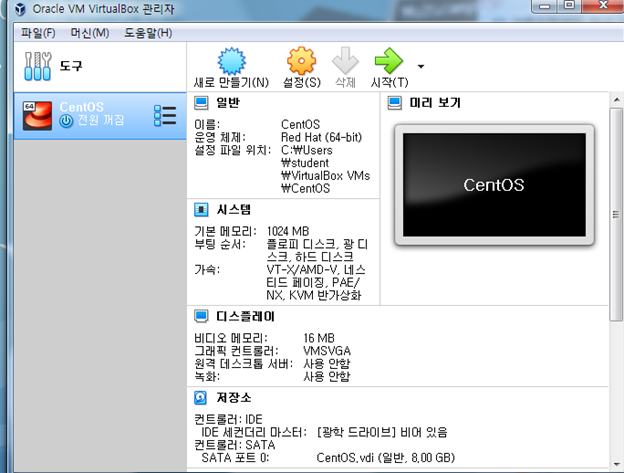 Oracle VM VirtualBox 관리자
파일(F) 머신(M) 도움말(H)
도구
새로 만들기(N) 설정(S) 삭제 시작(T)
64
CentOS
전원 꺼짐
일반
이름: CentOS
운영 체제: Red Hat (64-bit)
설정 파일 위치: C:₩Users
₩student
₩VirtualBox VMs
₩CentOS
미리 보기
CentOS
시스템
기본 메모리: 1024 MB
부팅 순서: 플로피 디스크, 광 디
스크, 하드 디스크
가속: VT-X/AMD-V, 네스
티드 페이징, PAE/
NX, KVM 반가상화
디스플레이
비디오 메모리: 16 MB
그래픽 컨트롤러: VMSVGA
원격 데스크톱 서버: 사용 안함
녹화: 사용 안함
저장소
컨트롤러: IDE
IDE 세컨더리 마스터: [광학 드라이브] 비어 있음
컨트롤러: SATA
SATA 포트 0: CentOS.vdi (일반, 8.00 GB)